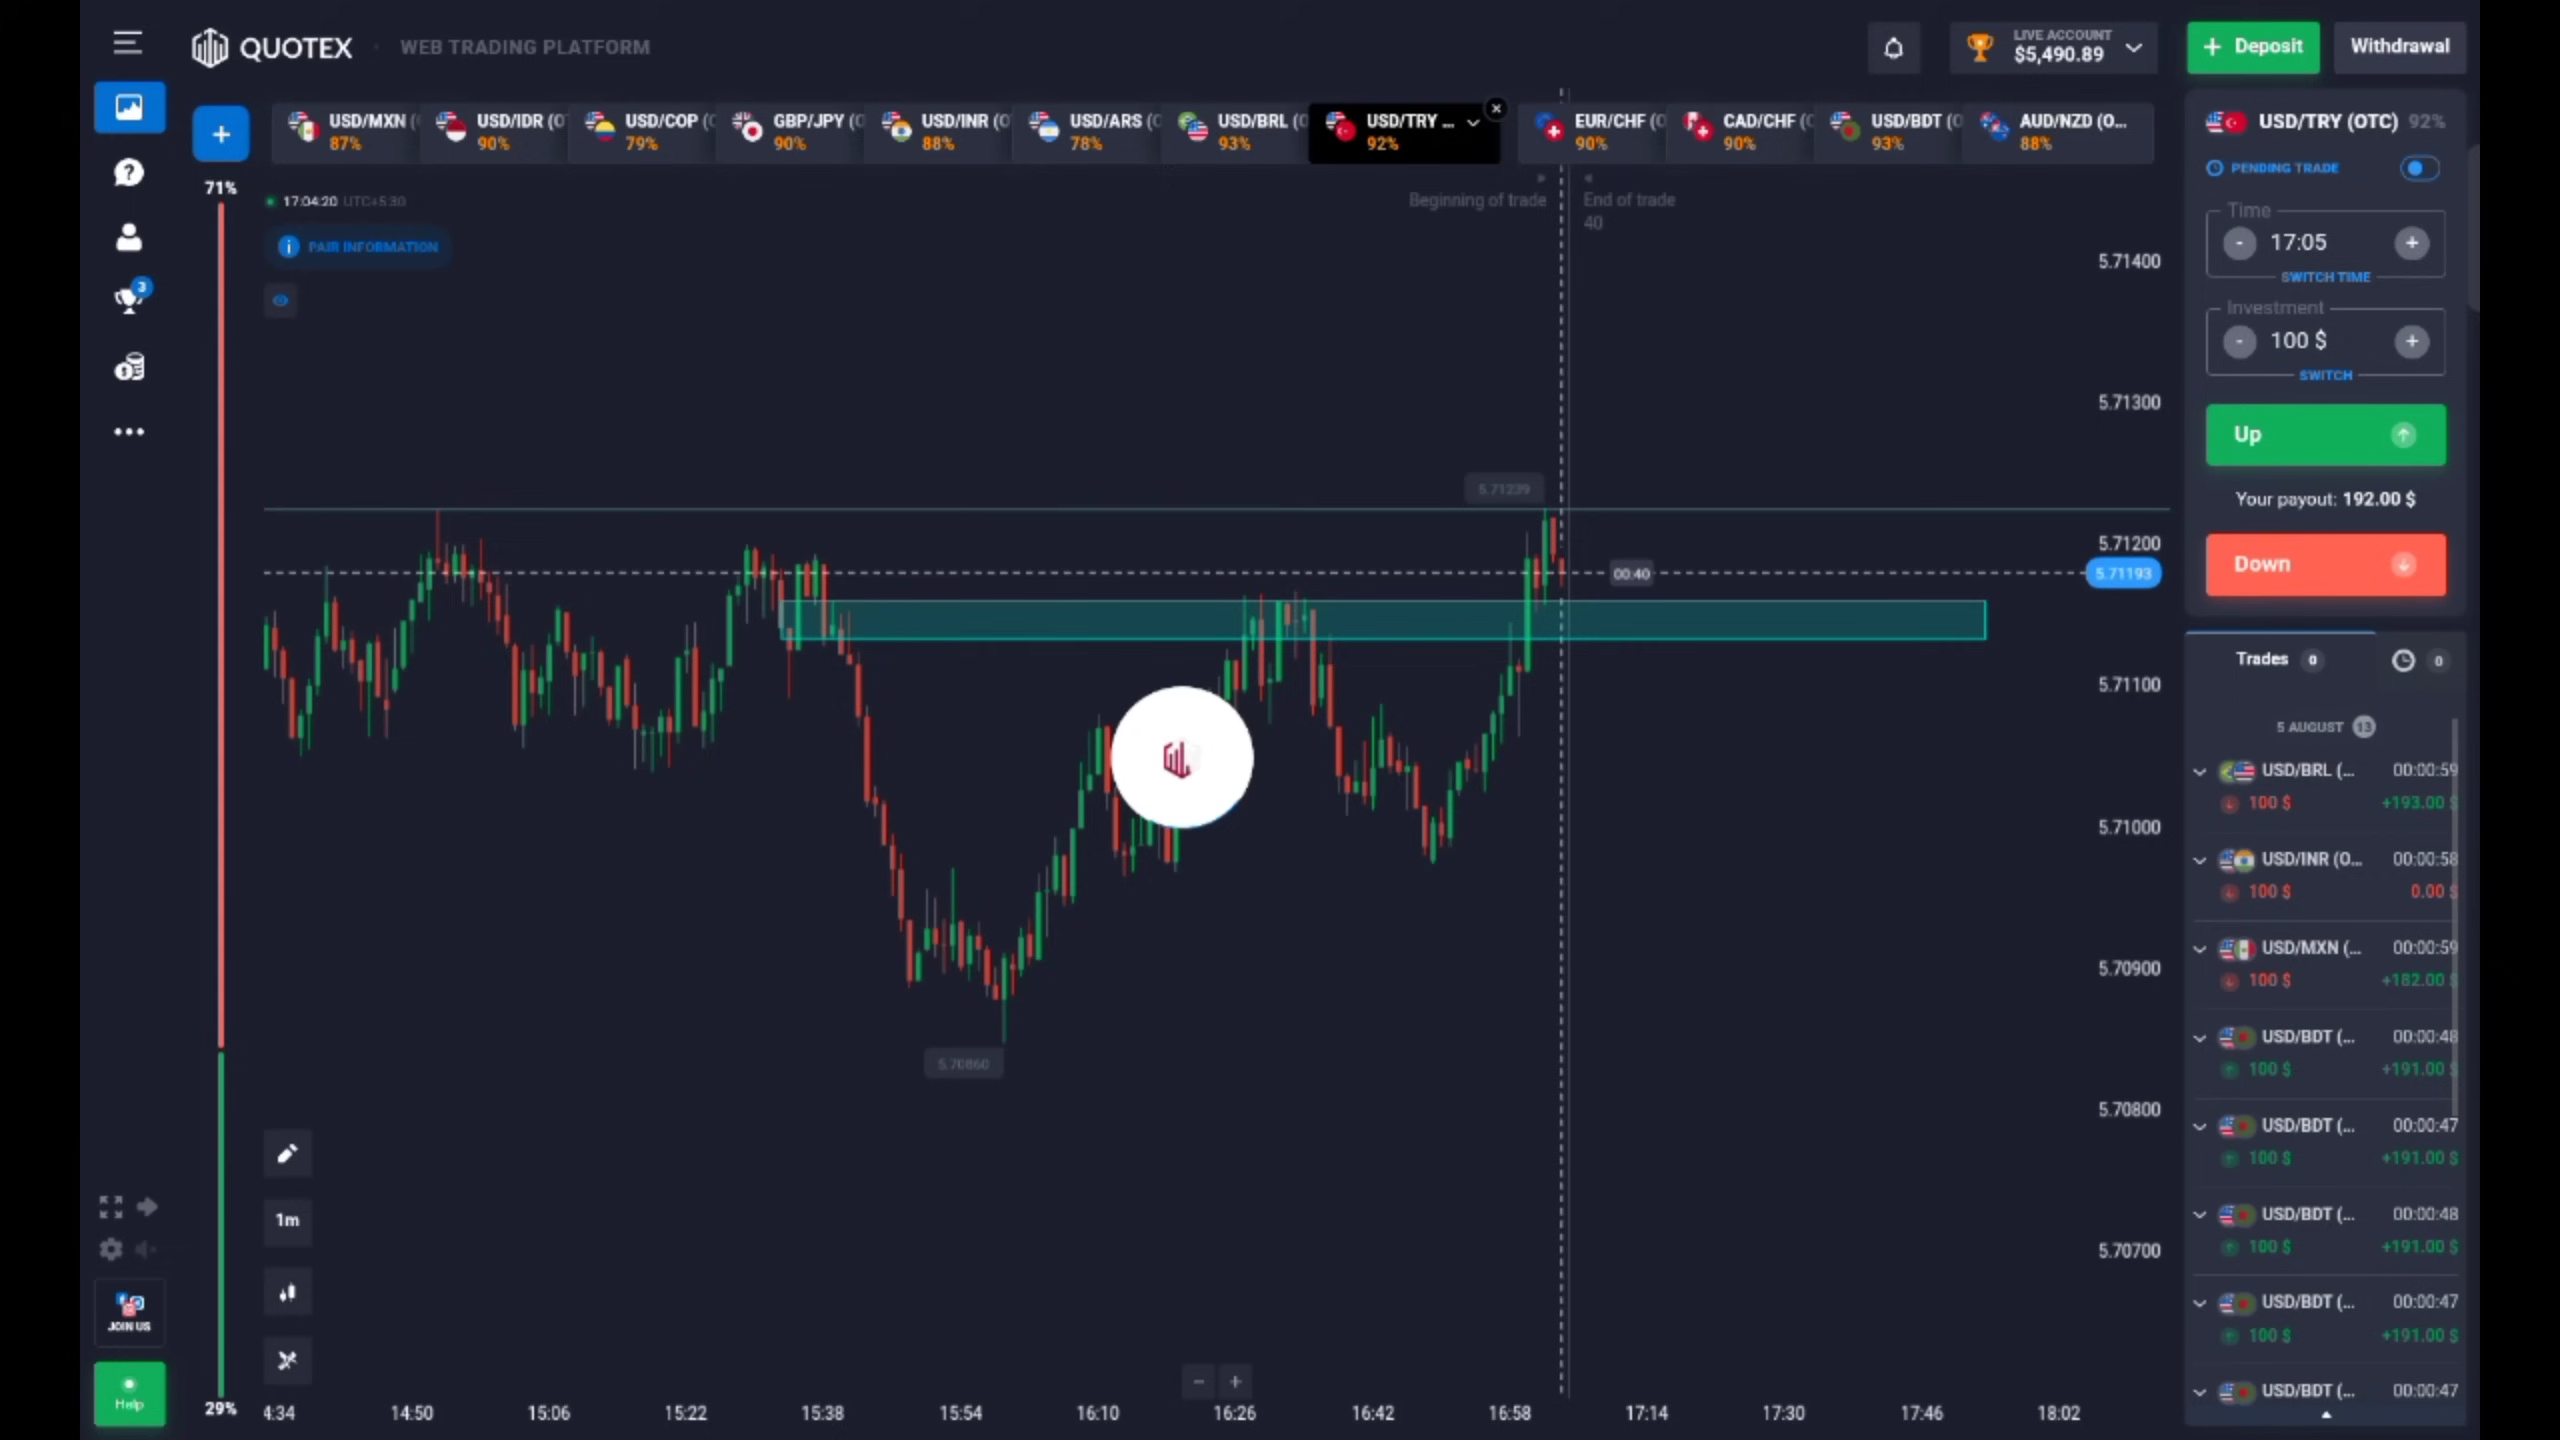 QUOTEX
WEB TRADING PLATFORM
LIVE ACCOUNT
$5,490.89
+ Deposit
Withdrawal
+
USD/MXN (
87%
USD/IDR (O
90%
USD/COP (
79%
GBP/JPY (
90%
USD/INR (O
88%
USD/ARS (
78%
USD/BRL (
93%
USD/TRY ...
92%
EUR/CHF (
90%
CAD/CHF (
90%
USD/BDT (
93%
AUD/NZD (O...
88%
71%
17:04:20 UTC+5:30
PAIR INFORMATION
Beginning of trade
End of trade
40
5.71400
5.71300
5.71239
5.71200
00:40
5.71193
5.71100
5.71000
5.70900
5.70860
5.70800
5.70700
1m
- +
4:34 14:50 15:06 15:22 15:38 15:54 16:10 16:26 16:42 16:58 17:14 17:30 17:46 18:02
29%
3
JOIN US
Help
USD/TRY (OTC) 92%
PENDING TRADE
Time
- 17:05 +
SWITCH TIME
Investment
- 100 $ +
SWITCH
Up
Your payout: 192.00 $
Down
Trades 0
0
5 AUGUST 13
USD/BRL (... 00:00:59
100 $ +193.00 $
USD/INR (O... 00:00:58
100 $ 0.00 $
USD/MXN (... 00:00:59
100 $ +182.00 $
USD/BDT (... 00:00:48
100 $ +191.00 $
USD/BDT (... 00:00:47
100 $ +191.00 $
USD/BDT (... 00:00:48
100 $ +191.00 $
USD/BDT (... 00:00:47
100 $ +191.00 $
USD/BDT (... 00:00:47